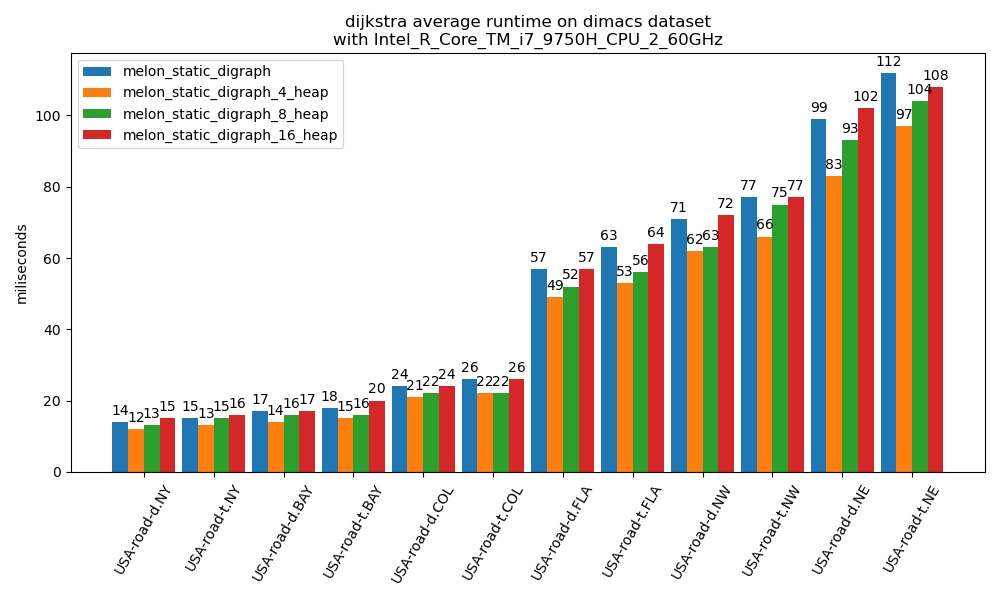 dijkstra average runtime on dimacs dataset
with Intel_R_Core_TM_i7_9750H_CPU_2_60GHz
melon_static_digraph
melon_static_digraph_4_heap
melon_static_digraph_8_heap
melon_static_digraph_16_heap
miliseconds
100
80
60
40
20
0
14 12 13 15
15 13 15 16
17 14 16 17
18 15 16 20
24 21 22 24
26 22 22 26
57 49 52 57
63 53 56 64
71 62 63 72
77 66 75 77
99 83 93 102
112 97 104 108
USA-road-d.NY
USA-road-t.NY
USA-road-d.BAY
USA-road-t.BAY
USA-road-d.COL
USA-road-t.COL
USA-road-d.FLA
USA-road-t.FLA
USA-road-d.NW
USA-road-t.NW
USA-road-d.NE
USA-road-t.NE